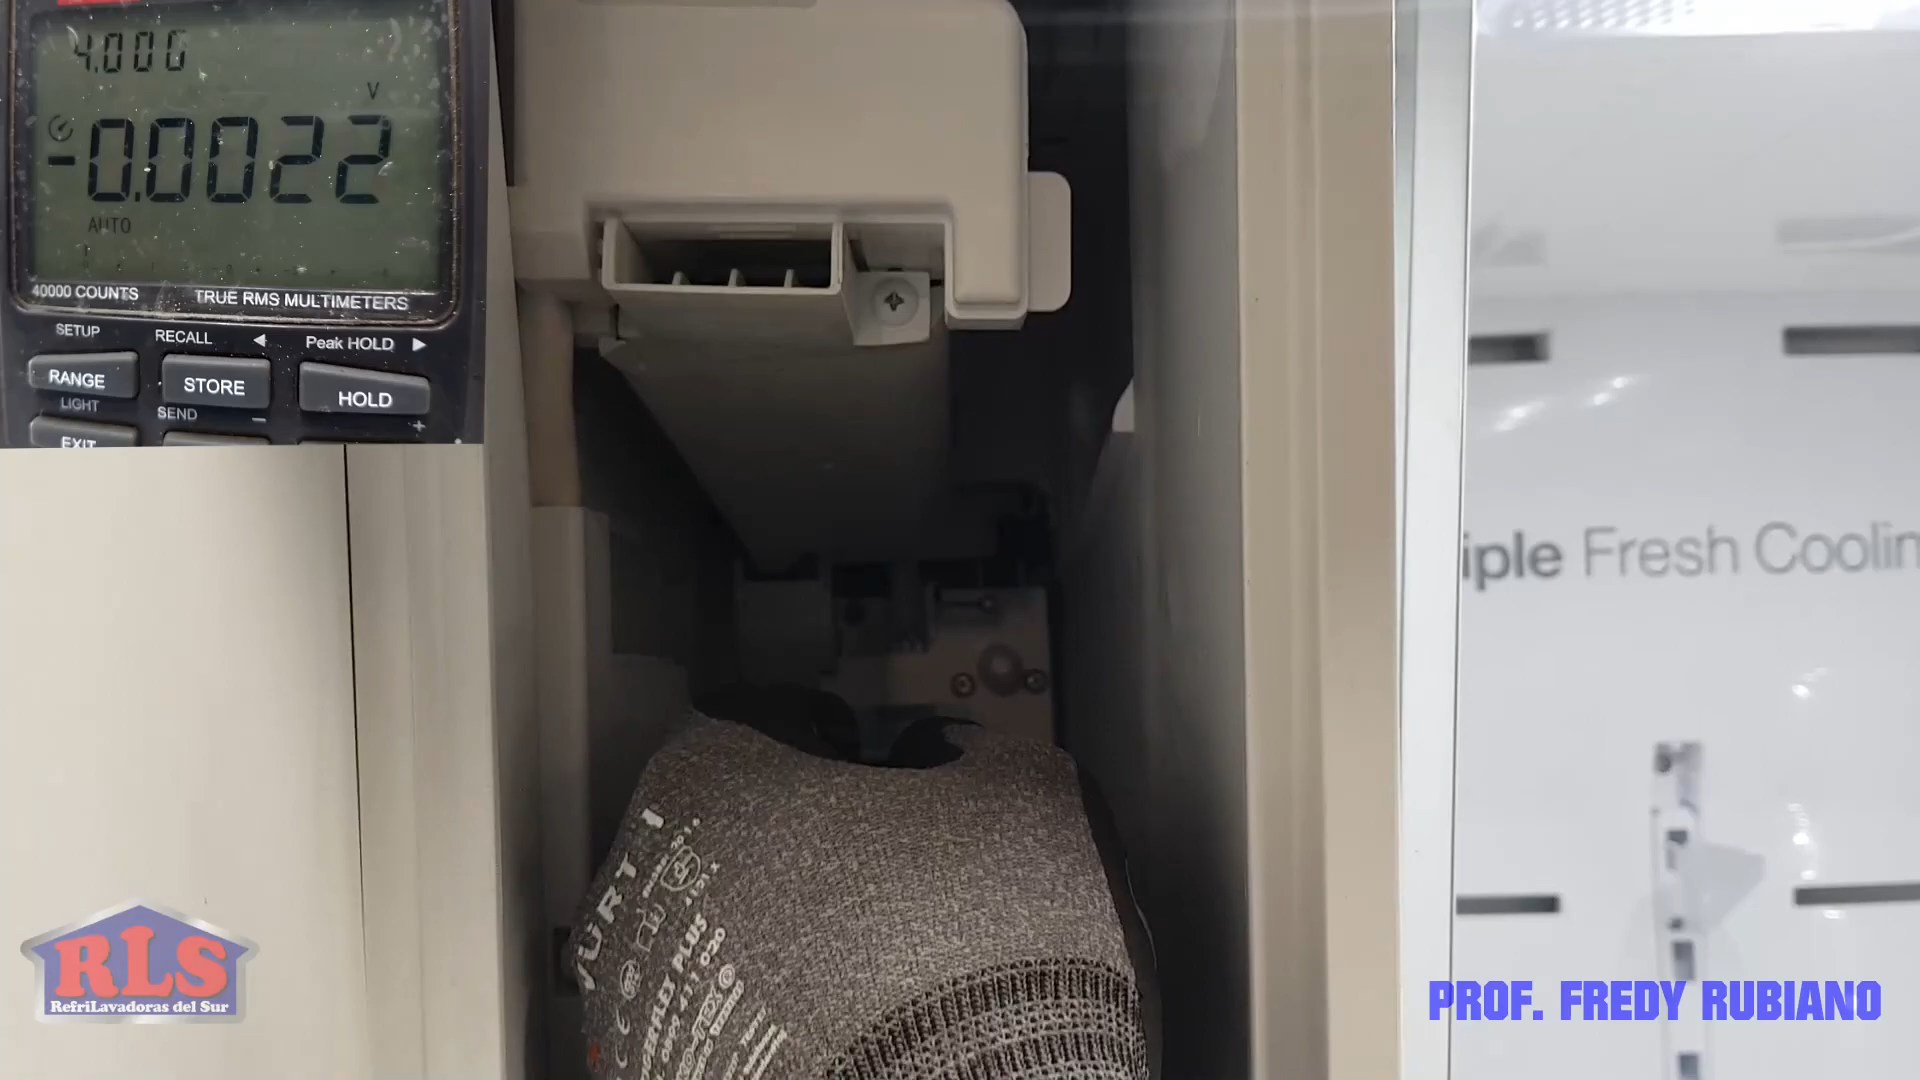 4.000
V
-0.0022
AUTO
40000 COUNTS TRUE RMS MULTIMETERS
SETUP RECALL ◄ Peak HOLD ►
RANGE STORE HOLD
LIGHT SEND − +
EXIT
iple Fresh Coolin
PLUS
RLS
RefriLavadoras del Sur
PROF. FREDY RUBIANO